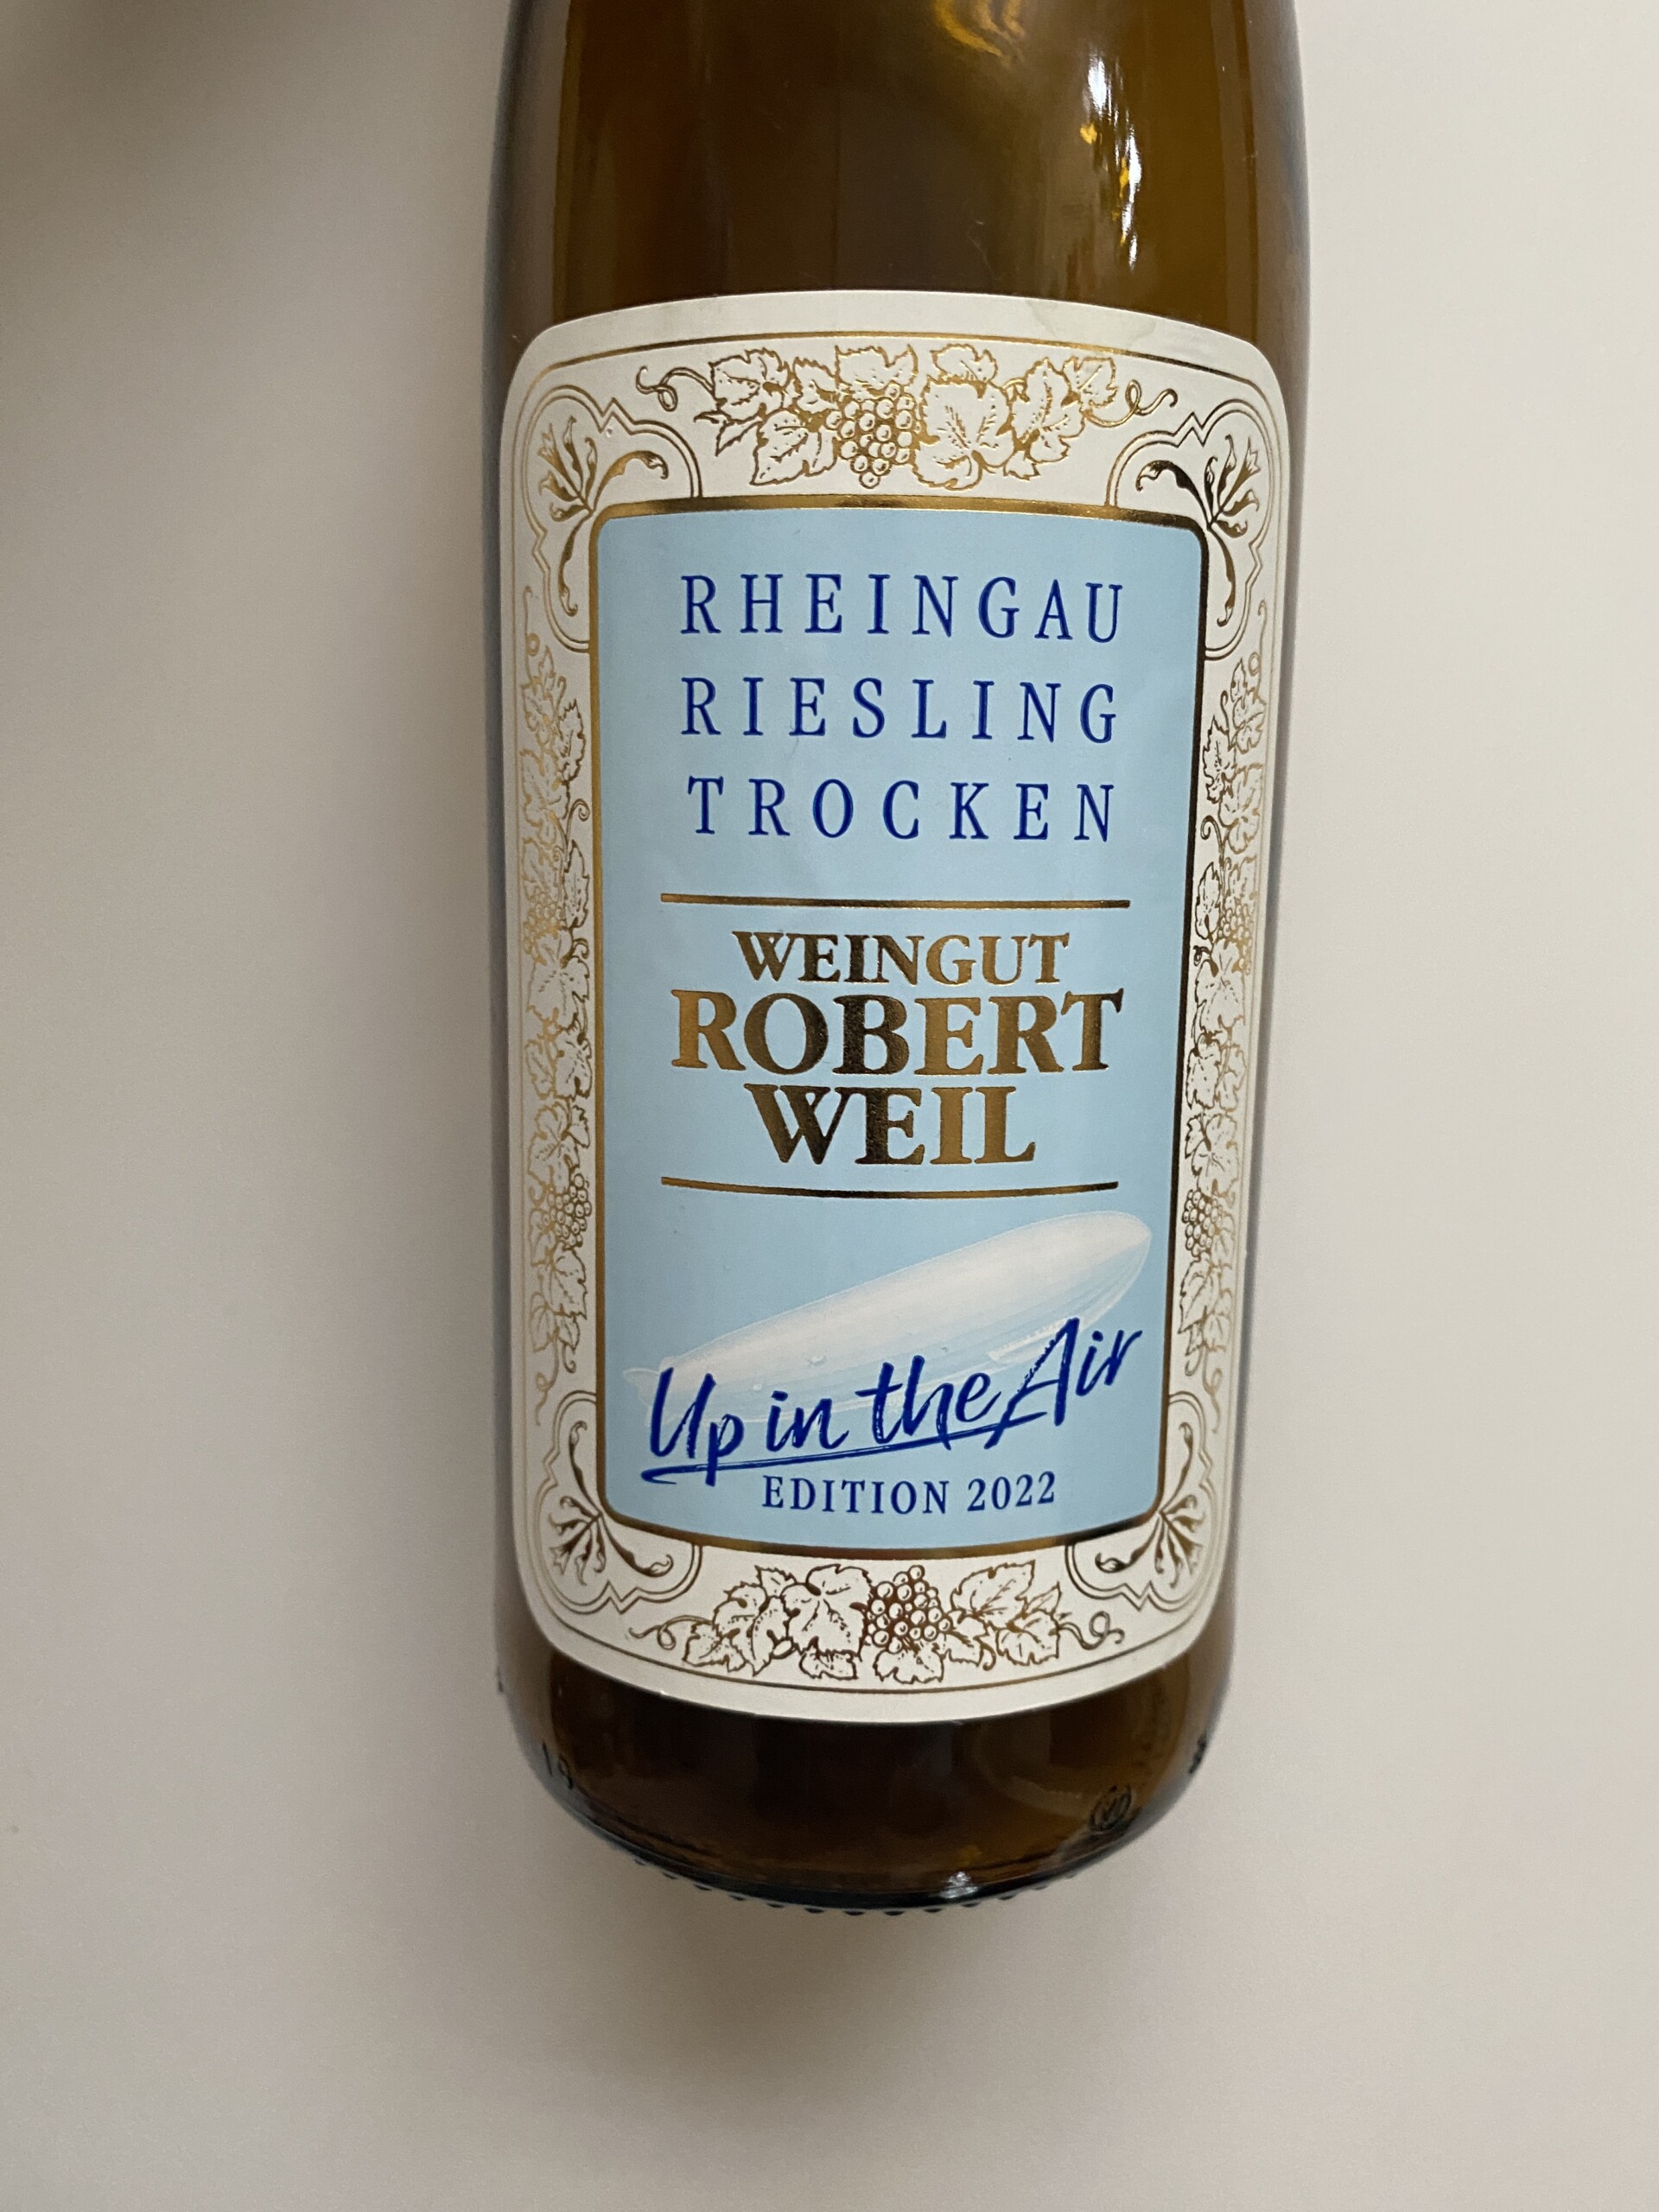 RHEINGAU
RIESLING
TROCKEN
WEINGUT
ROBERT
WEIL
Up in the Air
EDITION 2022